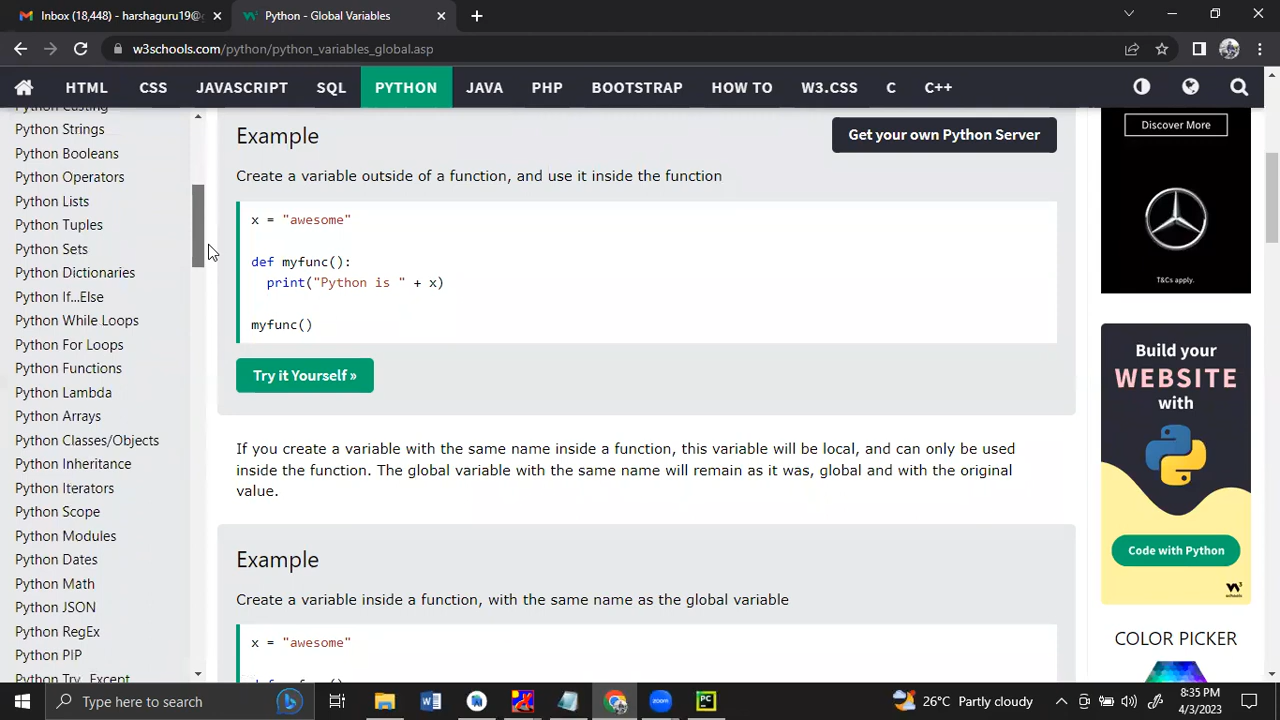 Inbox (18,448) - harshaguru19@
Python - Global Variables
w3schools.com/python/python_variables_global.asp
HTML CSS JAVASCRIPT SQL PYTHON JAVA PHP BOOTSTRAP HOW TO W3.CSS C C++
Python Casting
Python Strings
Python Booleans
Python Operators
Python Lists
Python Tuples
Python Sets
Python Dictionaries
Python If...Else
Python While Loops
Python For Loops
Python Functions
Python Lambda
Python Arrays
Python Classes/Objects
Python Inheritance
Python Iterators
Python Scope
Python Modules
Python Dates
Python Math
Python JSON
Python RegEx
Python PIP
Python Try...Except
Example
Get your own Python Server
Create a variable outside of a function, and use it inside the function
x = "awesome"
def myfunc():
print("Python is " + x)
myfunc()
Try it Yourself »
If you create a variable with the same name inside a function, this variable will be local, and can only be used
inside the function. The global variable with the same name will remain as it was, global and with the original
value.
Example
Create a variable inside a function, with the same name as the global variable
x = "awesome"
Discover More
T&Cs apply.
Build your
WEBSITE
with
Code with Python
COLOR PICKER
Type here to search
26°C Partly cloudy
8:35 PM
4/3/2023